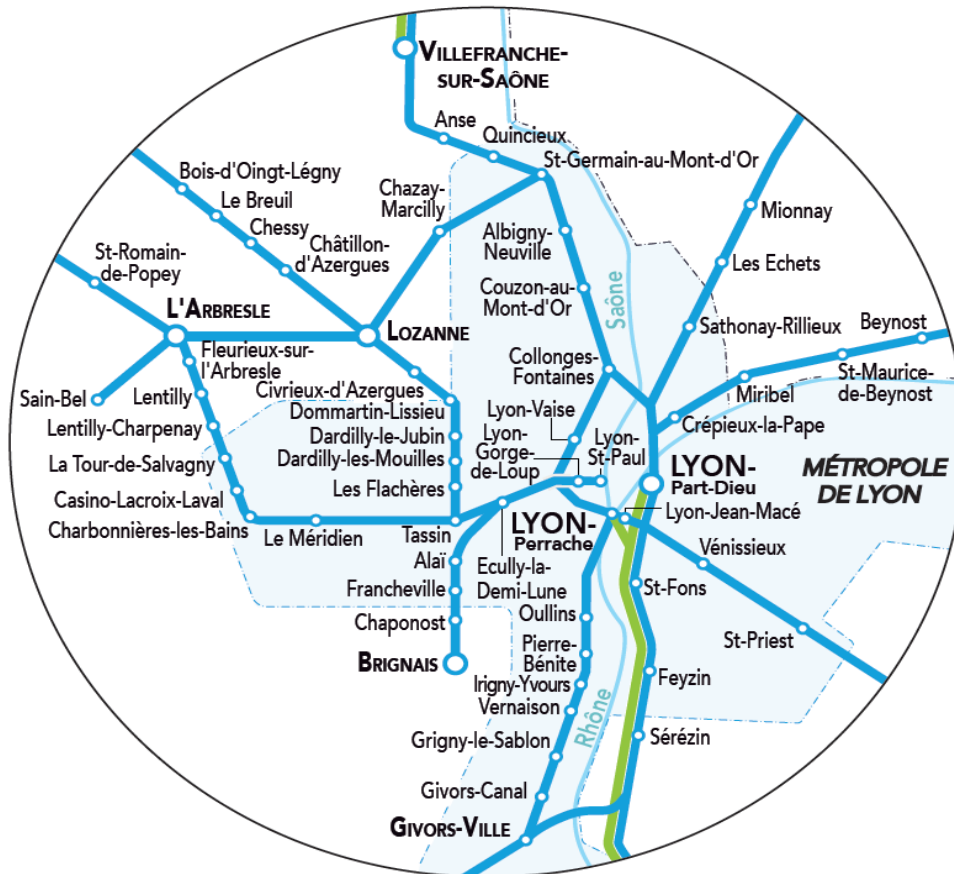 VILLEFRANCHE-
SUR-SAÔNE
Anse
Quincieux
St-Germain-au-Mont-d'Or
Bois-d'Oingt-Légny
Le Breuil
Chessy
Châtillon-
d'Azergues
Chazay-
Marcilly
Albigny-
Neuville
Mionnay
Les Echets
St-Romain-
de-Popey
Couzon-au-
Mont-d'Or
Saône
L'ARBRESLE
LOZANNE
Sathonay-Rillieux
Beynost
Fleurieux-sur-
l'Arbresle
Collonges-
Fontaines
St-Maurice-
de-Beynost
Sain-Bel
Lentilly
Civrieux-d'Azergues
Miribel
Lentilly-Charpenay
Dommartin-Lissieu
Lyon-Vaise
Crépieux-la-Pape
Dardilly-le-Jubin
Lyon-
Gorge-
de-Loup
Lyon-
St-Paul
La Tour-de-Salvagny
Dardilly-les-Mouilles
LYON-
Part-Dieu
MÉTROPOLE
DE LYON
Casino-Lacroix-Laval
Les Flachères
Charbonnières-les-Bains
Le Méridien
Tassin
LYON-
Perrache
Lyon-Jean-Macé
Vénissieux
Alaï
Ecully-la-
Demi-Lune
Francheville
St-Fons
Oullins
Chaponost
St-Priest
Pierre-
Bénite
BRIGNAIS
Irigny-Yvours
Feyzin
Vernaison
Rhône
Grigny-le-Sablon
Sérézin
Givors-Canal
GIVORS-VILLE